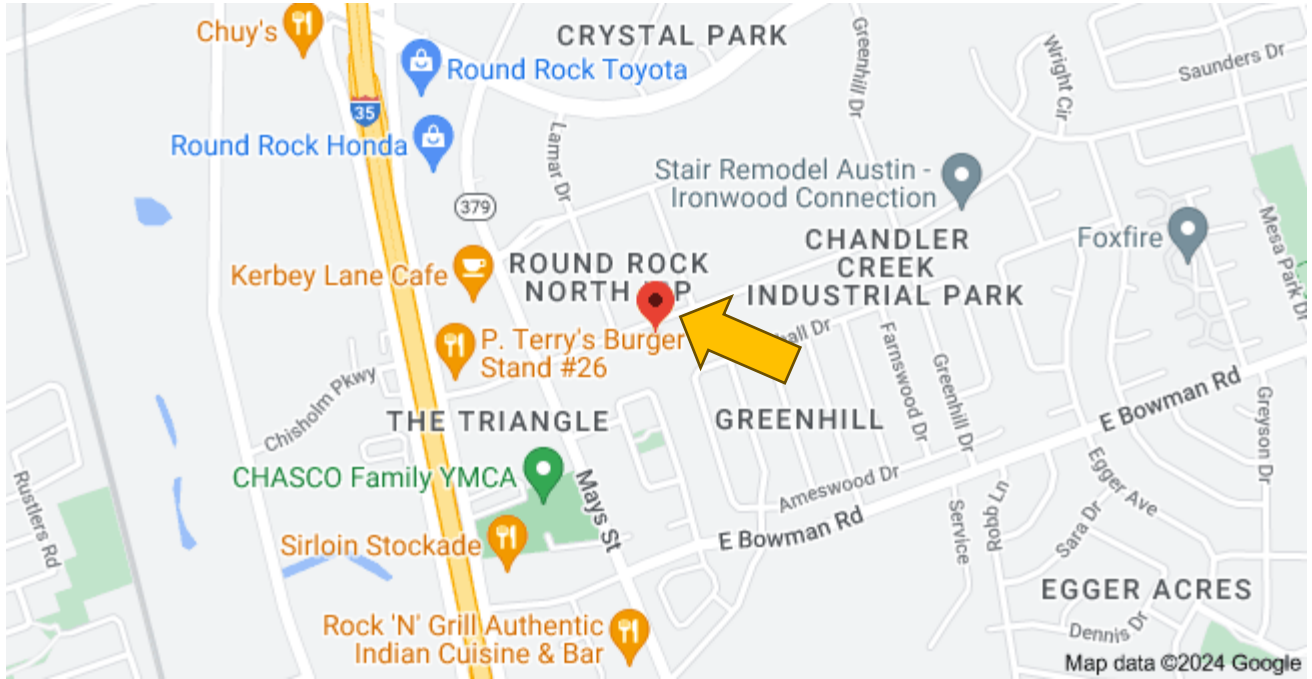 Chuy's
CRYSTAL PARK
Greenhill Dr
Wright Cir
Saunders Dr
Round Rock Toyota
35
Round Rock Honda
Lamar Dr
379
Stair Remodel Austin -
Ironwood Connection
Kerbey Lane Cafe
ROUND ROCK
NORTH
CHANDLER
CREEK
INDUSTRIAL PARK
Foxfire
Mesa Park Dr
P. Terry's Burger
Stand #26
Chisholm Pkwy
THE TRIANGLE
GREENHILL
Farnswood Dr
Greenhill Dr
E Bowman Rd
Greyson Dr
CHASCO Family YMCA
Mays St
Ameswood Dr
E Bowman Rd
Service
Robb Ln
Egger Ave
Sara Dr
Rustlers Rd
Sirloin Stockade
EGGER ACRES
Dennis Dr
Rock 'N' Grill Authentic
Indian Cuisine & Bar
Map data ©2024 Google